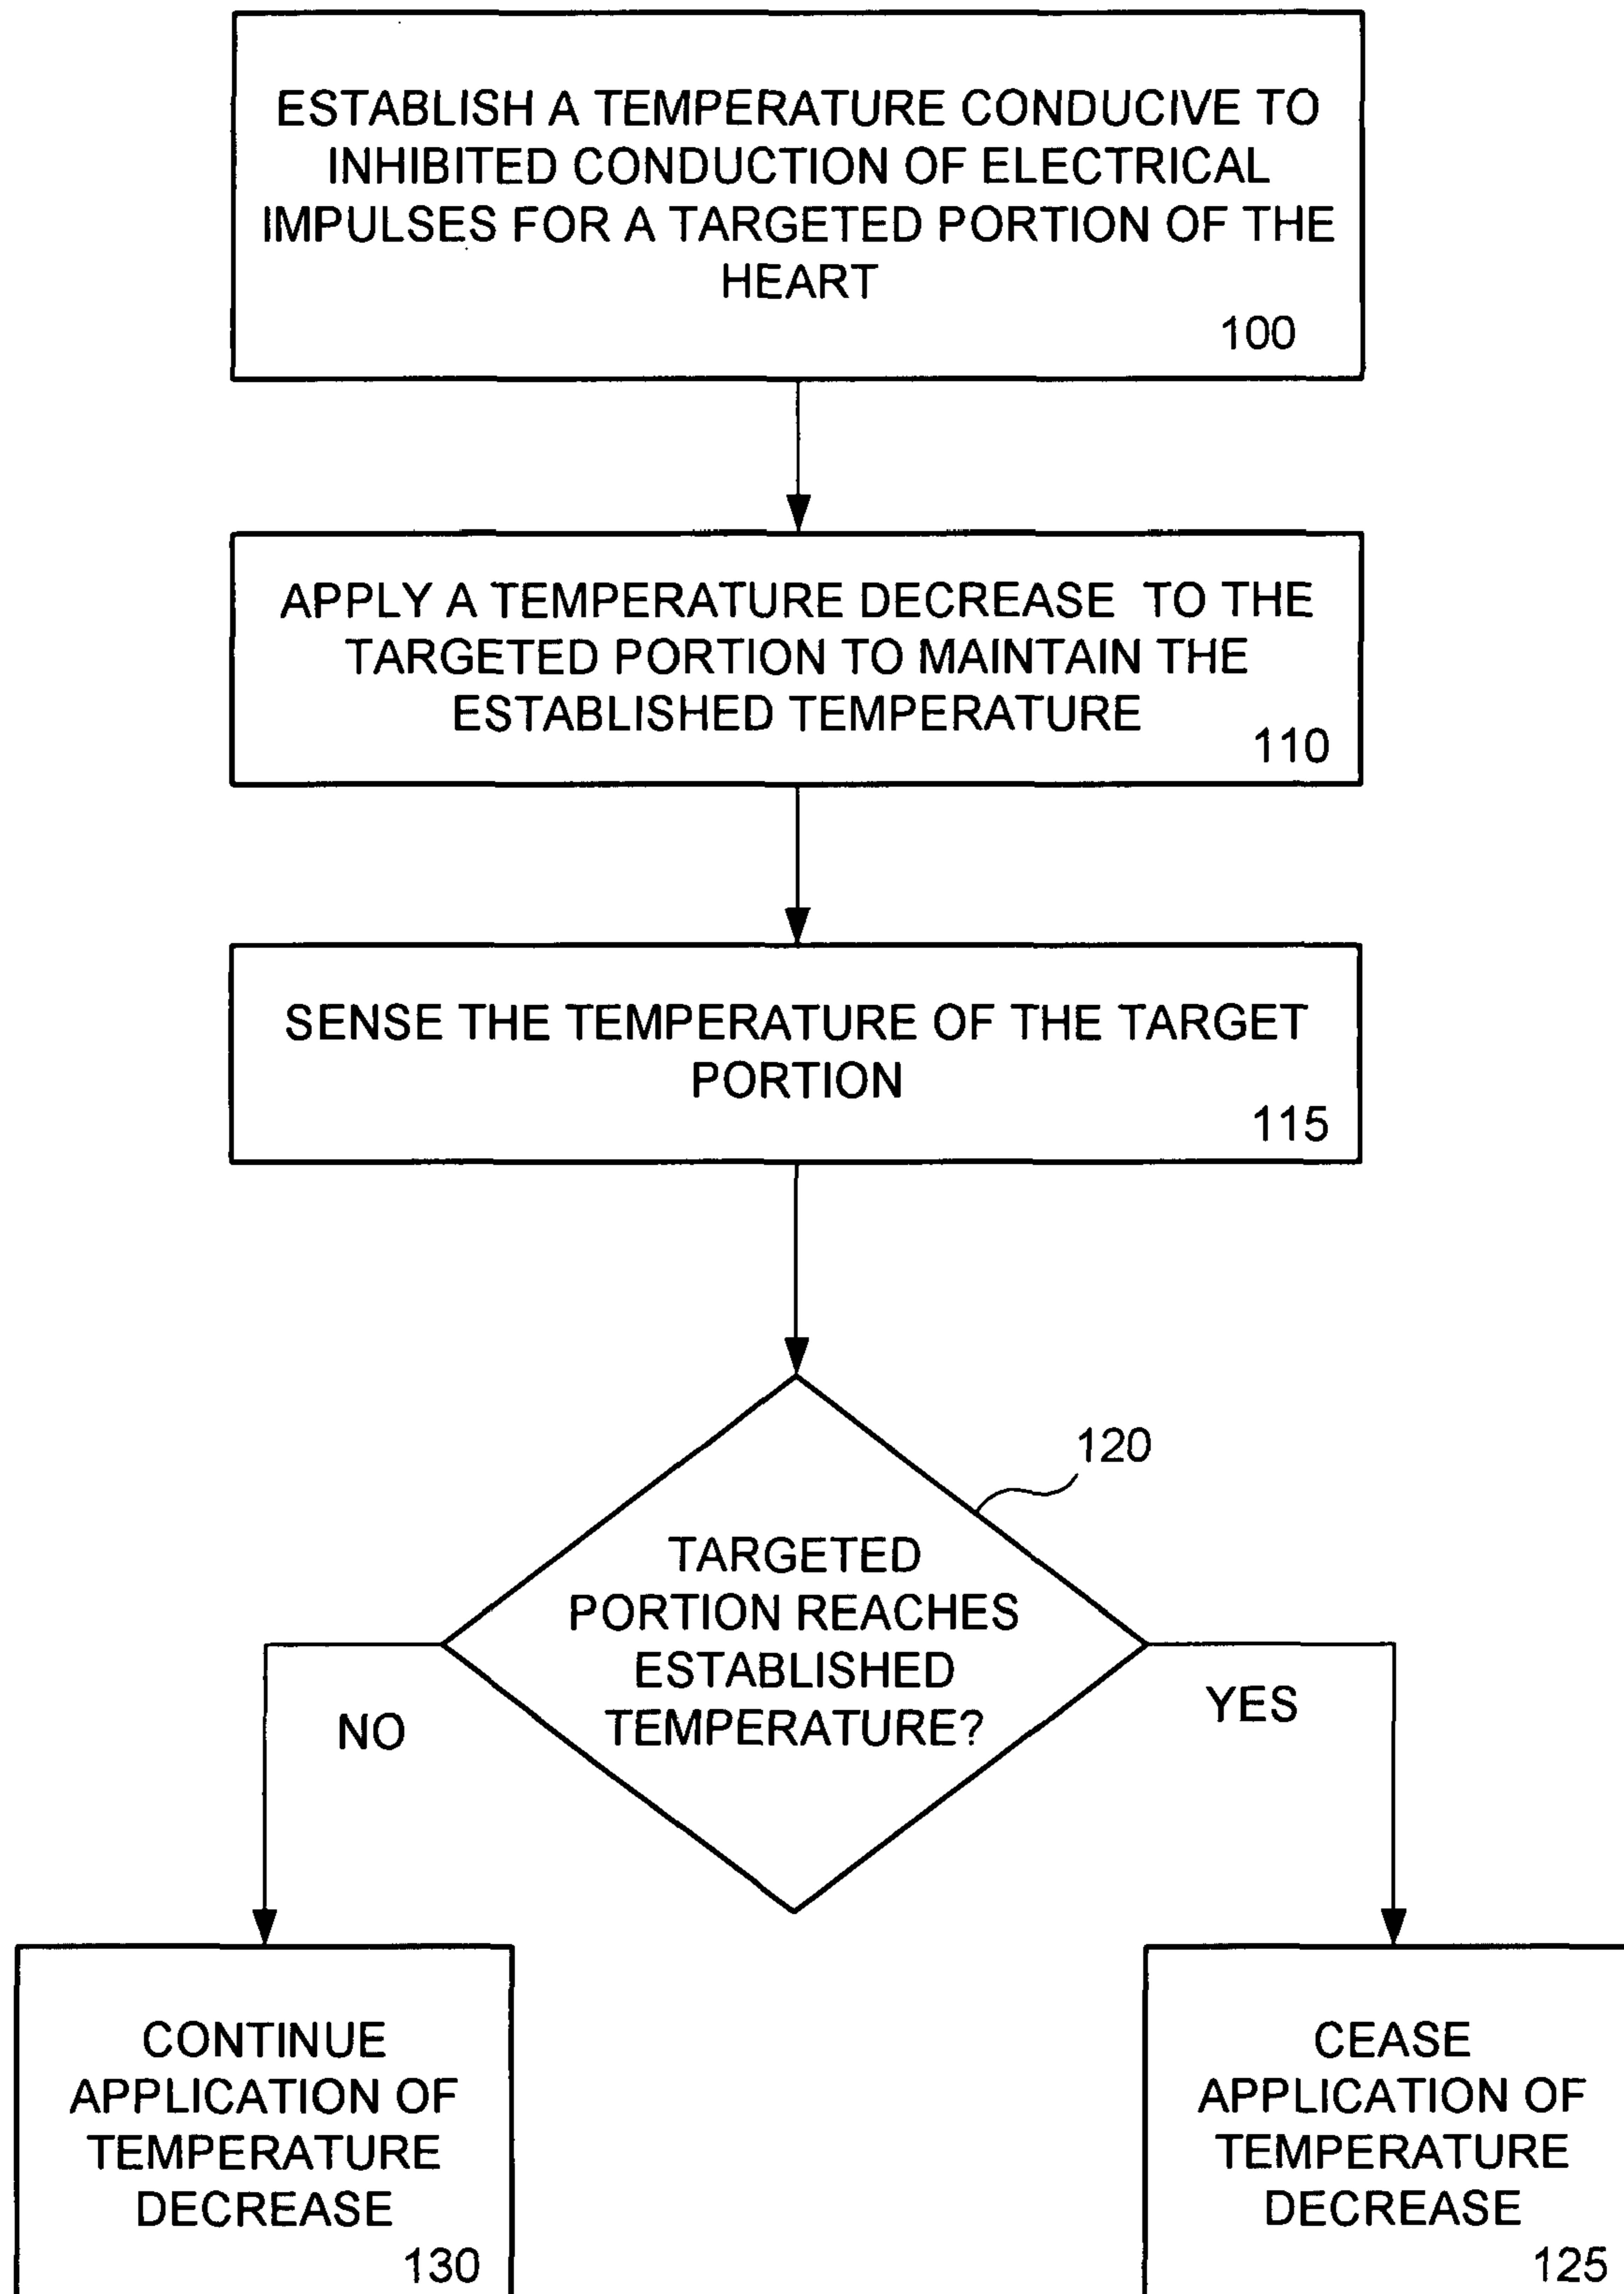 ESTABLISH A TEMPERATURE CONDUCIVE TO
INHIBITED CONDUCTION OF ELECTRICAL
IMPULSES FOR A TARGETED PORTION OF THE
HEART
100
APPLY A TEMPERATURE DECREASE TO THE
TARGETED PORTION TO MAINTAIN THE
ESTABLISHED TEMPERATURE
110
SENSE THE TEMPERATURE OF THE TARGET
PORTION
115
120
TARGETED
PORTION REACHES
ESTABLISHED
TEMPERATURE?
NO
YES
CONTINUE
APPLICATION OF
TEMPERATURE
DECREASE
130
CEASE
APPLICATION OF
TEMPERATURE
DECREASE
125